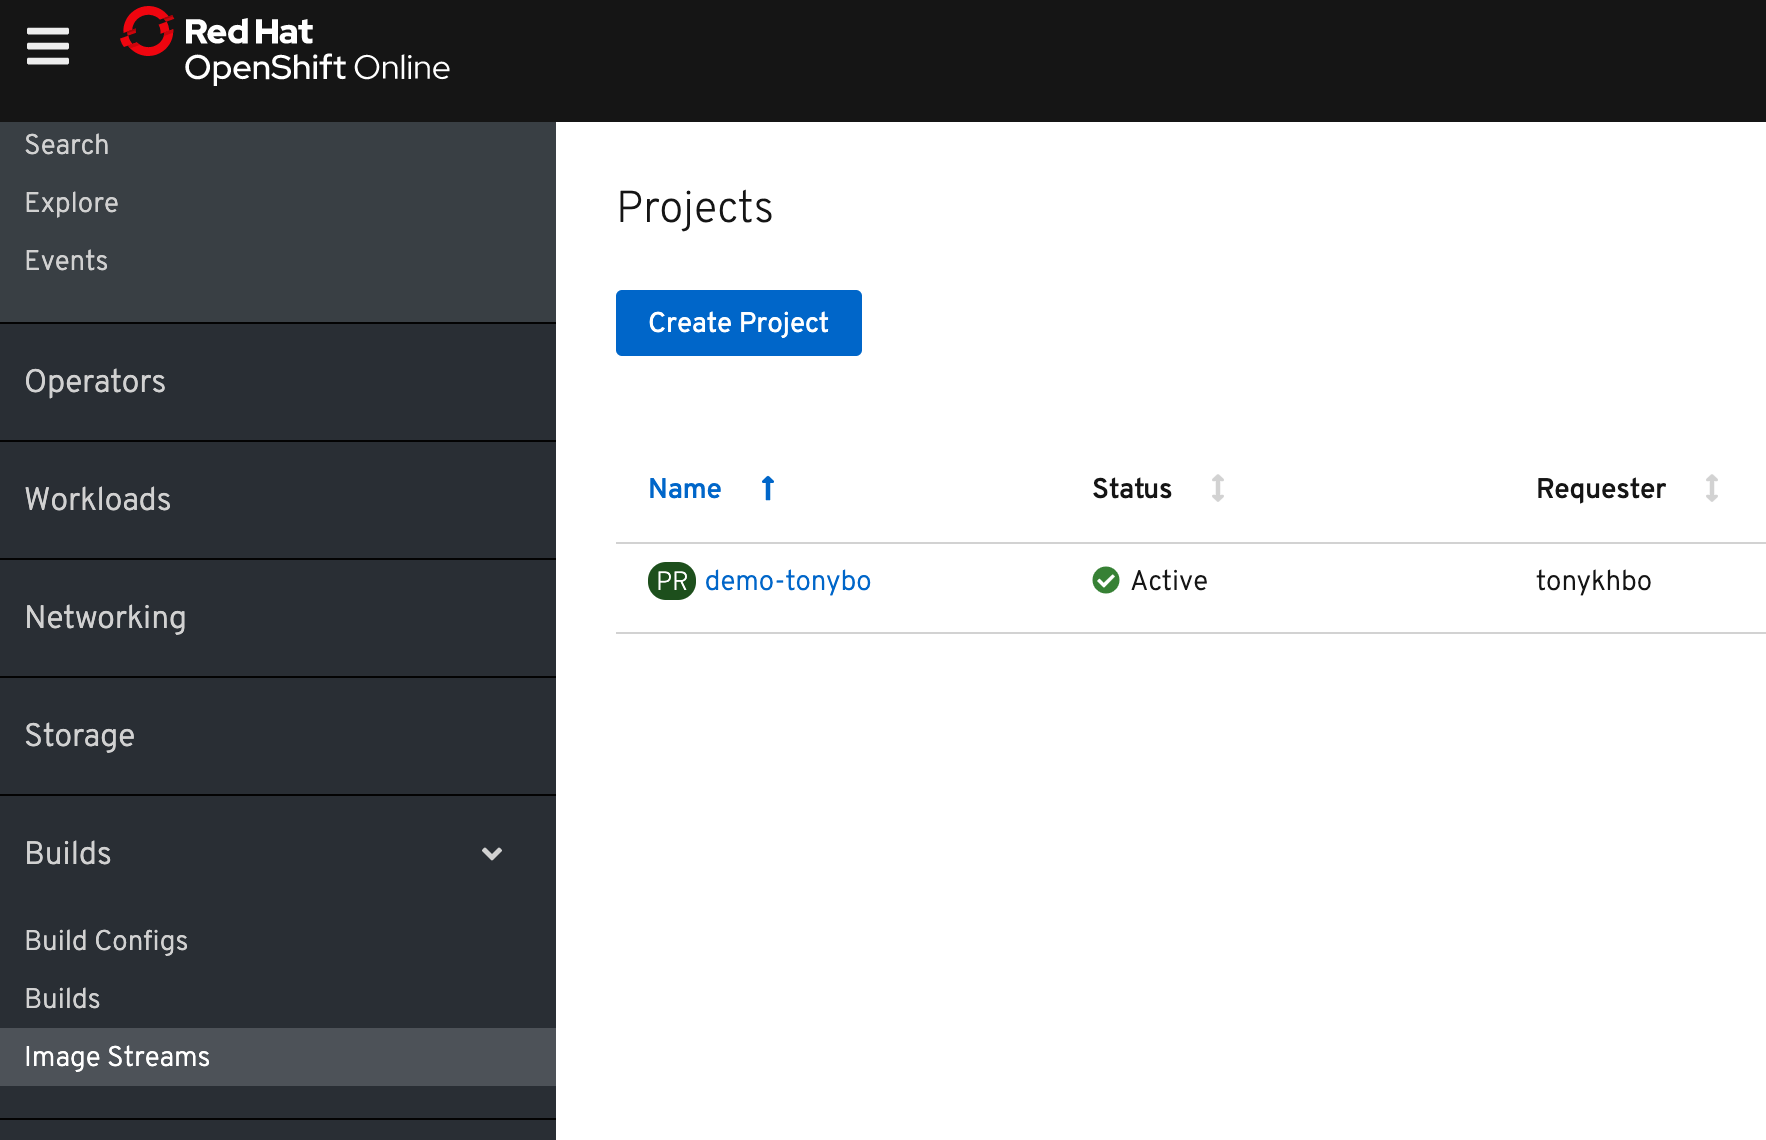 Red Hat
OpenShift Online
Search
Explore
Events
Operators
Workloads
Networking
Storage
Builds
Build Configs
Builds
Image Streams
Projects
Create Project
Name Status Requester
PR demo-tonybo Active tonykhbo